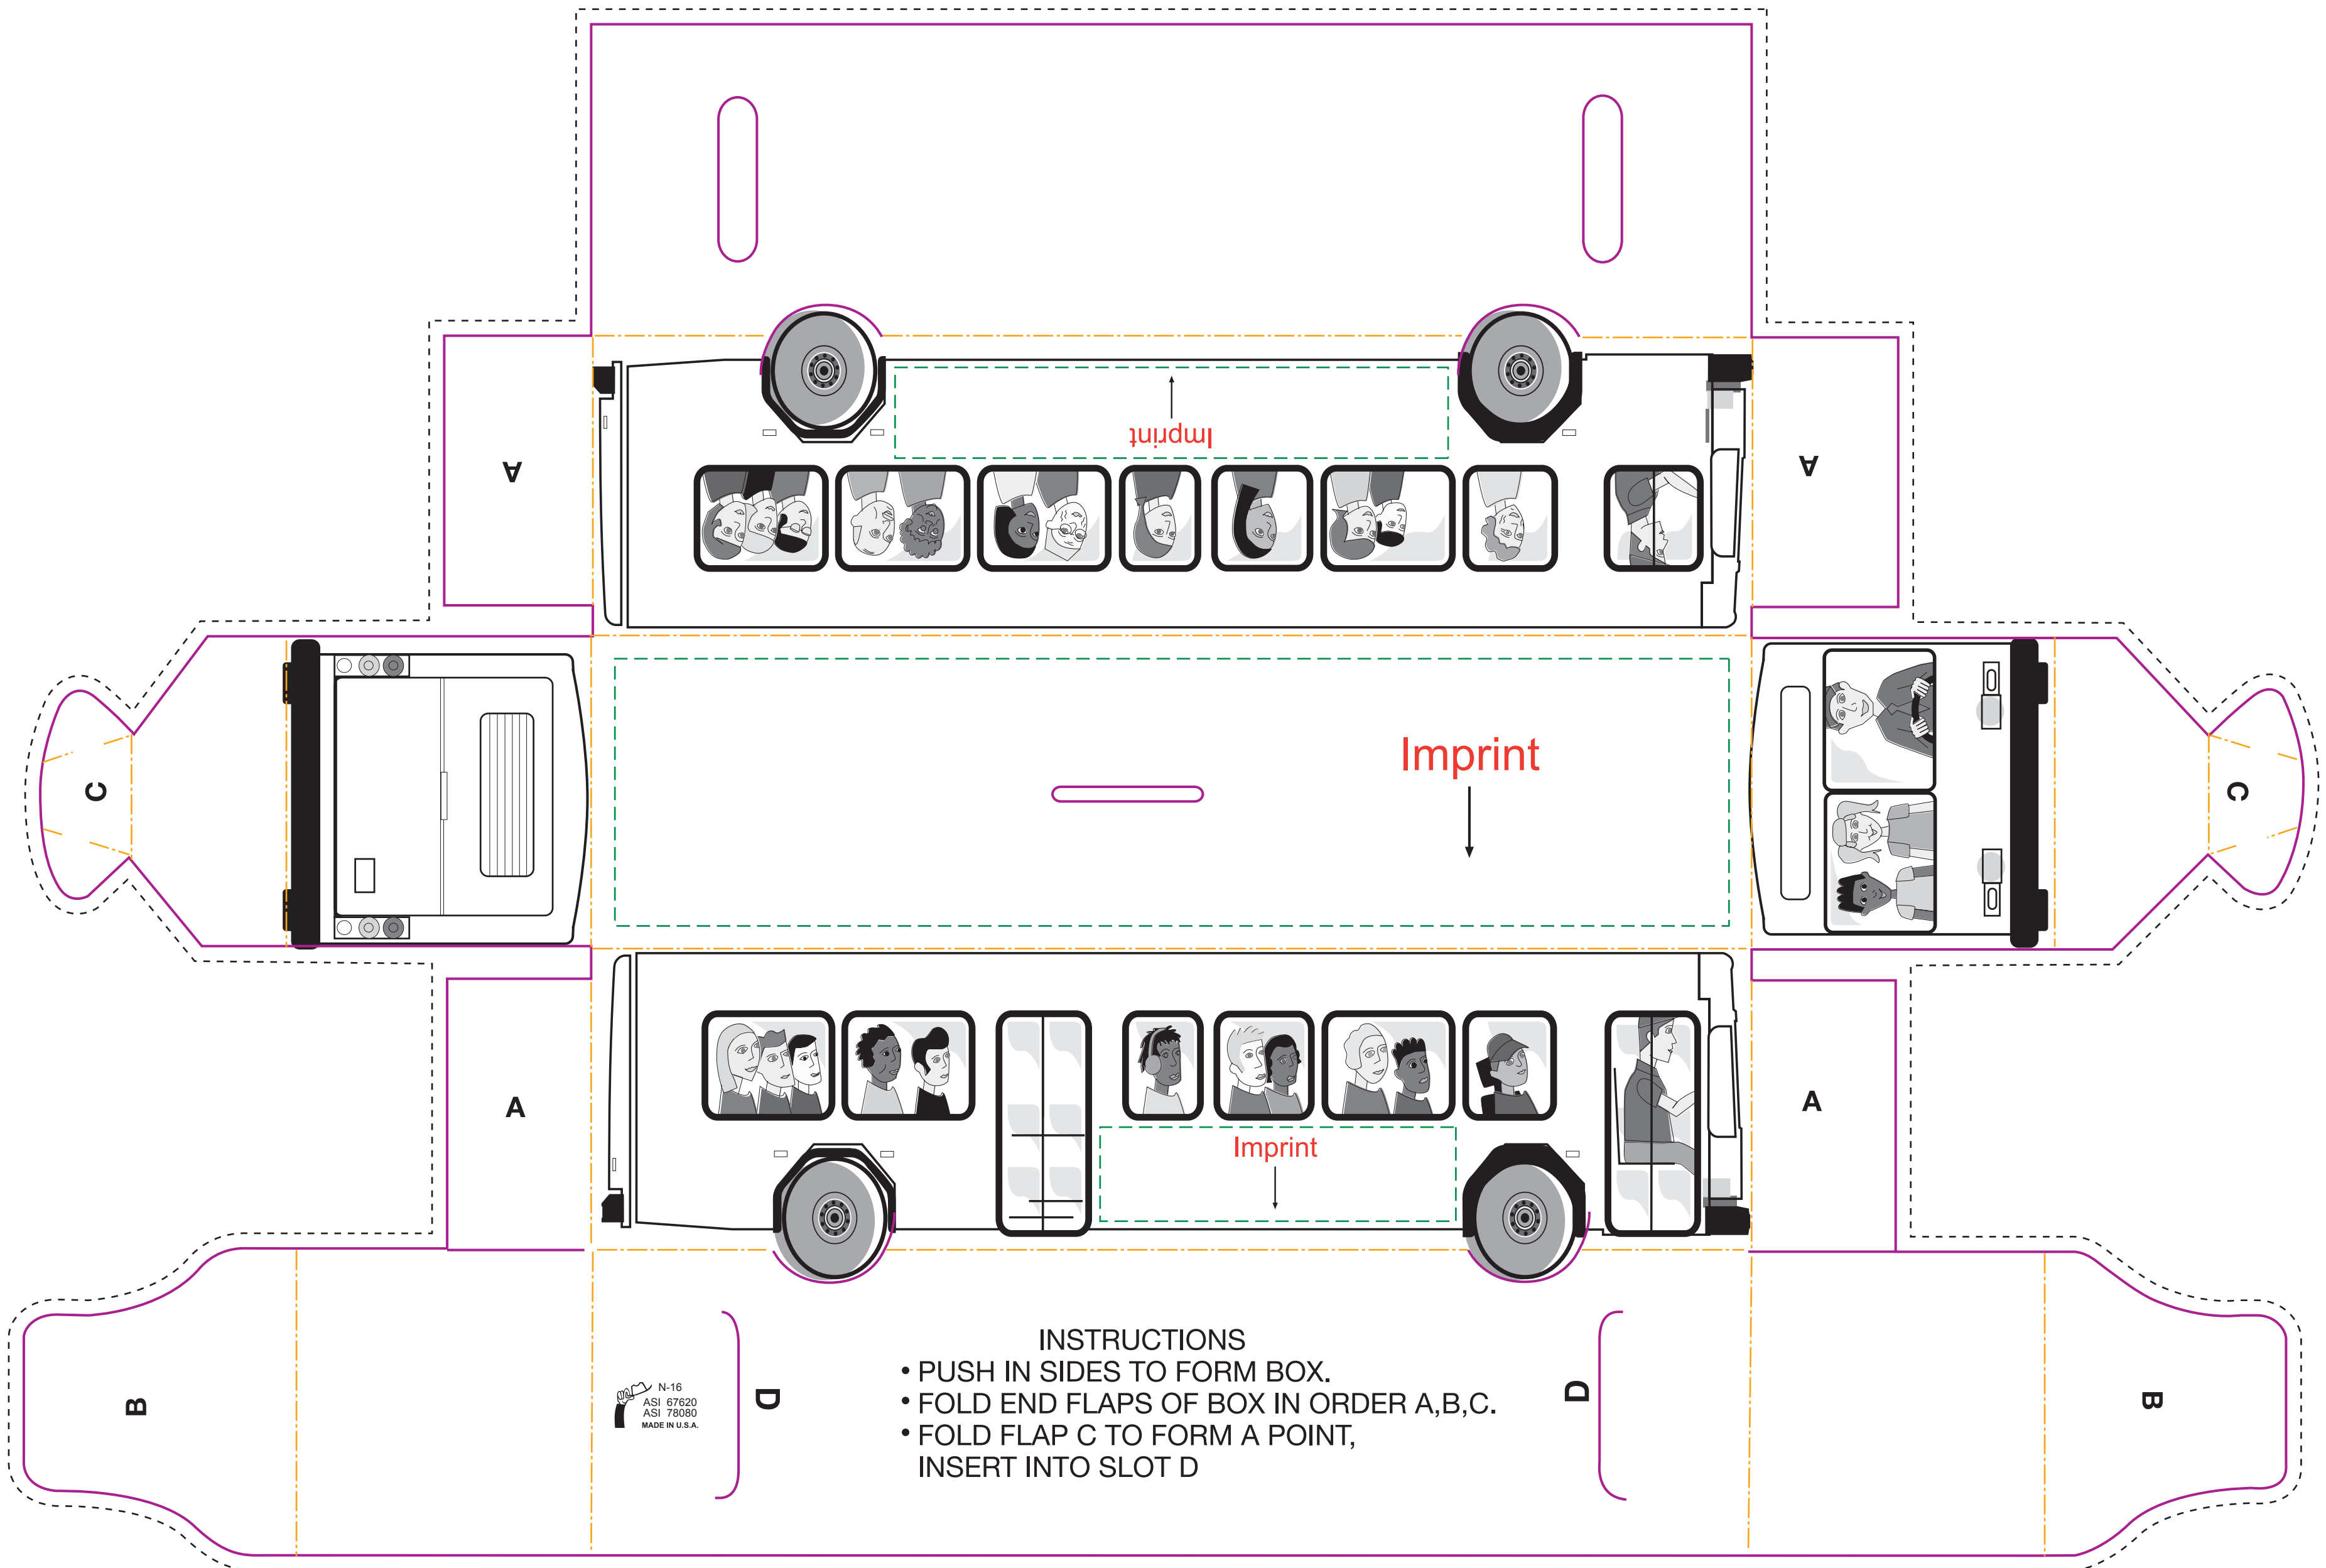 Imprint
A
A
Imprint
C
C
A
A
Imprint
INSTRUCTIONS
• PUSH IN SIDES TO FORM BOX.
• FOLD END FLAPS OF BOX IN ORDER A,B,C.
• FOLD FLAP C TO FORM A POINT,
INSERT INTO SLOT D
N-16
ASI 67620
ASI 78080
MADE IN U.S.A.
D
D
B
B